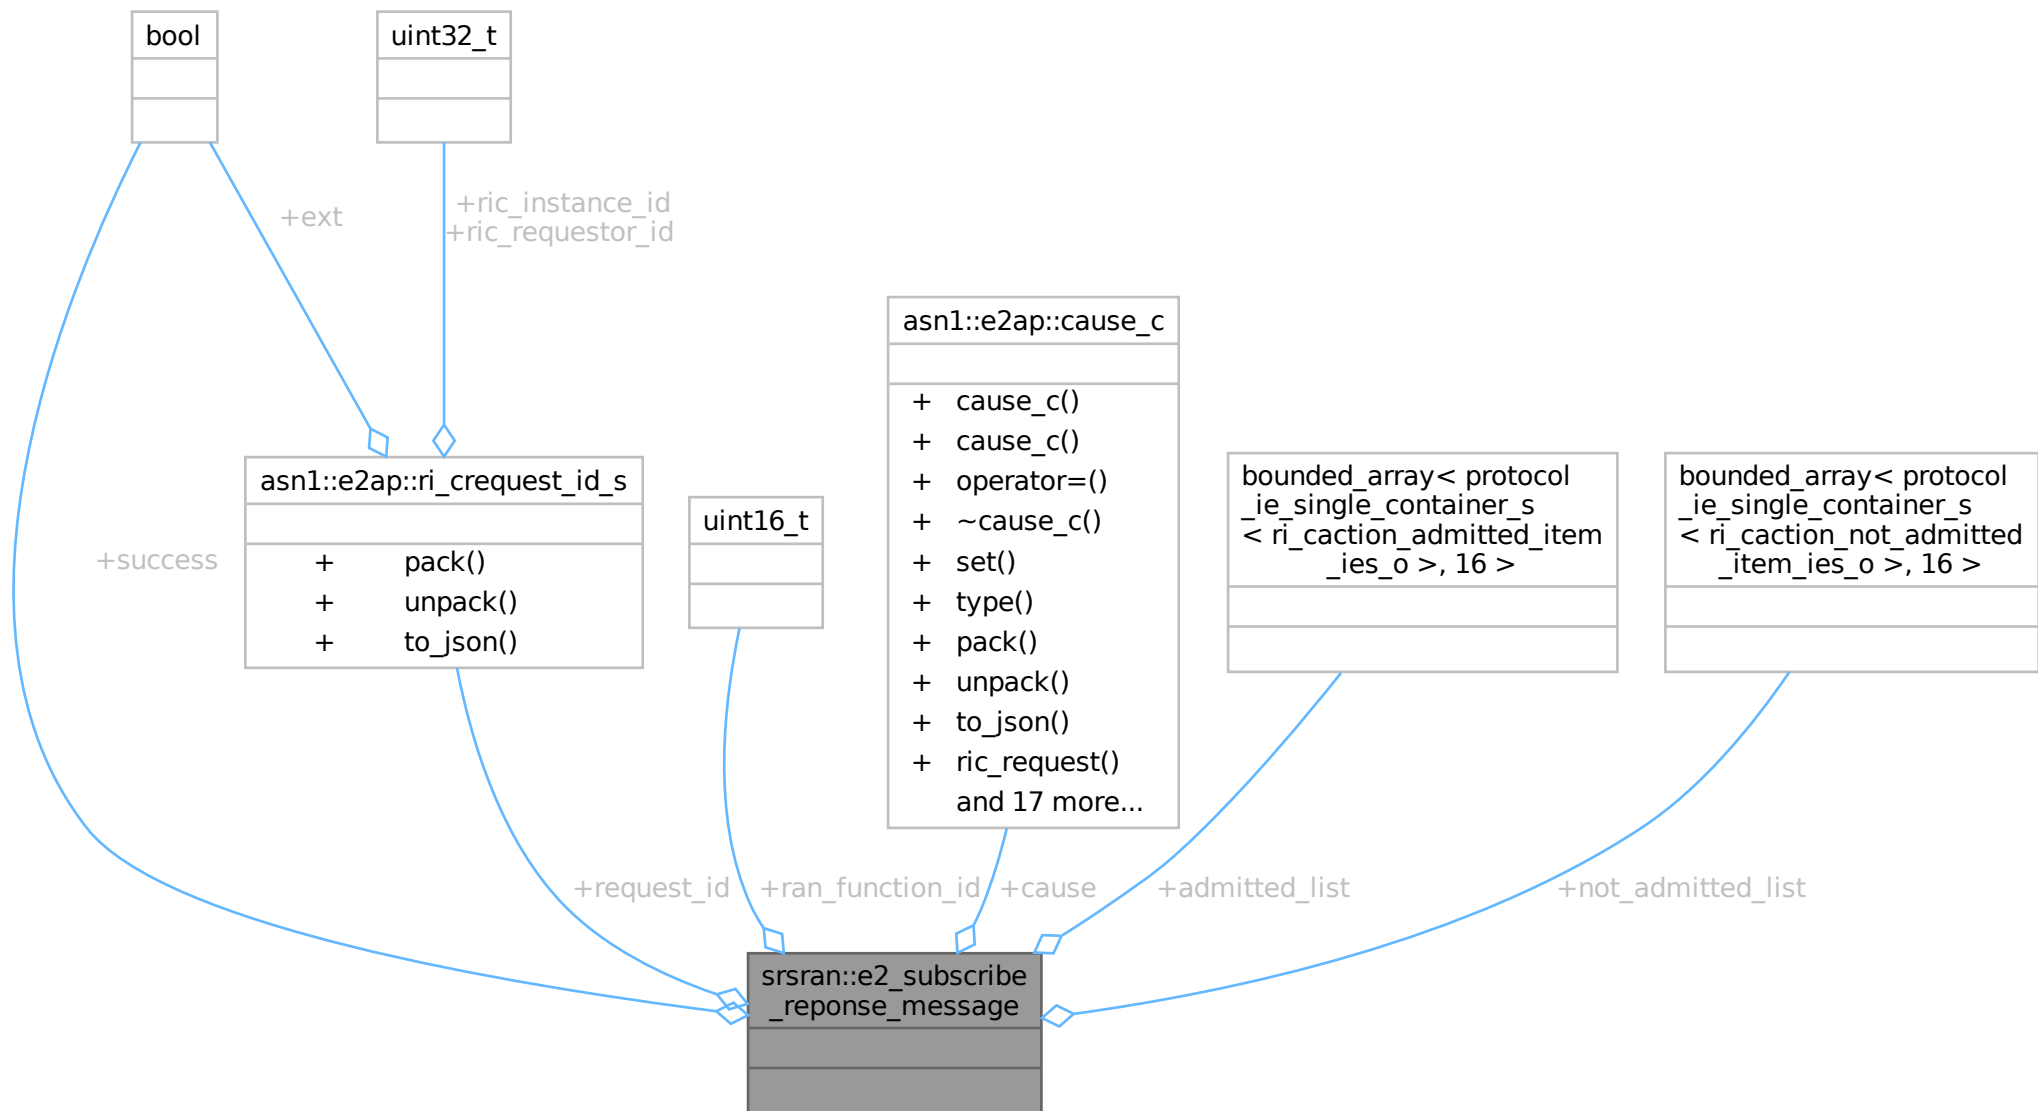 bool
uint32_t
+ext
+ric_instance_id
+ric_requestor_id
asn1::e2ap::cause_c
+ cause_c()
+ cause_c()
+ operator=()
+ ~cause_c()
+ set()
+ type()
+ pack()
+ unpack()
+ to_json()
+ ric_request()
and 17 more...
asn1::e2ap::ri_crequest_id_s
+ pack()
+ unpack()
+ to_json()
uint16_t
bounded_array< protocol
_ie_single_container_s
< ri_caction_admitted_item
_ies_o >, 16 >
bounded_array< protocol
_ie_single_container_s
< ri_caction_not_admitted
_item_ies_o >, 16 >
+success
+request_id
+ran_function_id
+cause
+admitted_list
+not_admitted_list
srsran::e2_subscribe
_reponse_message